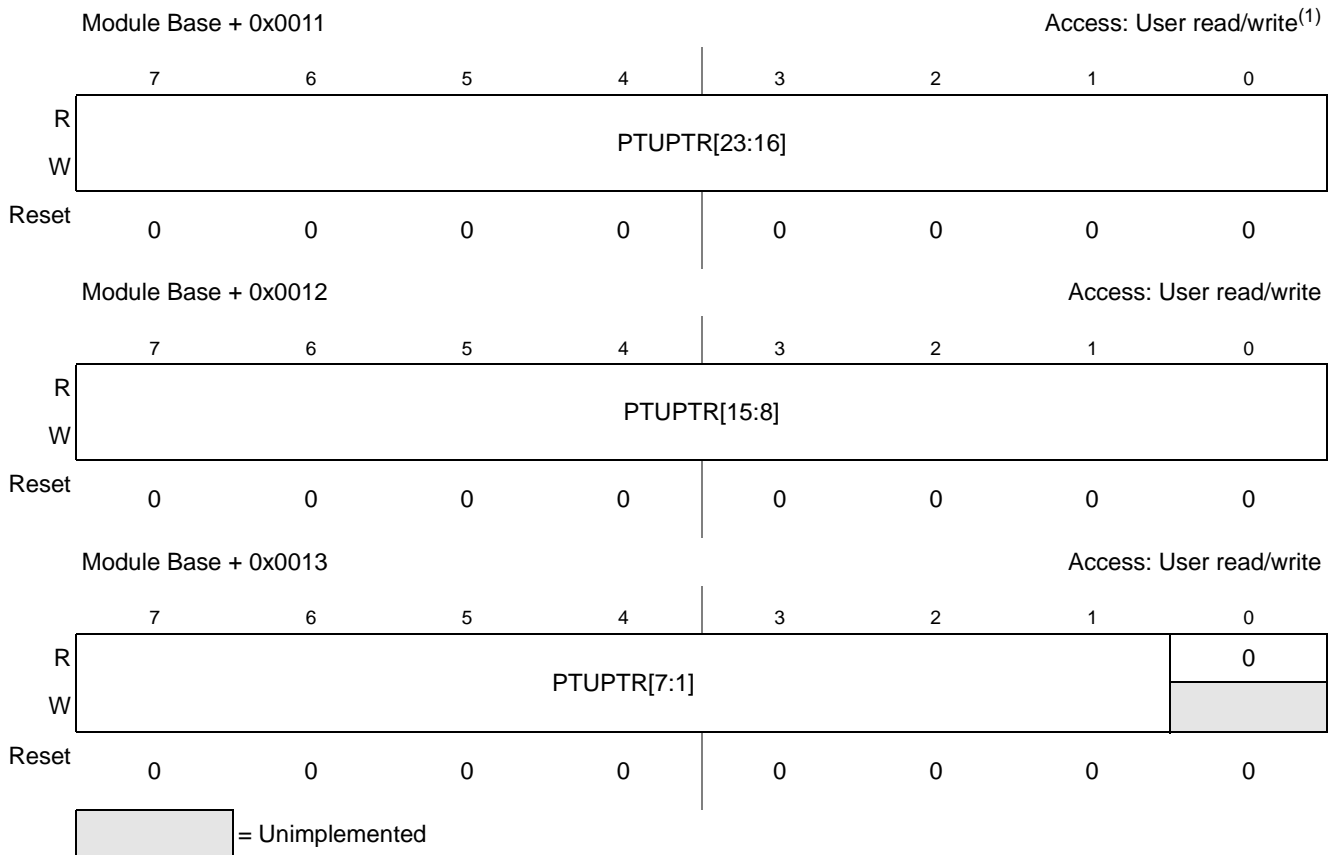 Module Base + 0x0011 Access: User read/write(1)
7 6 5 4 3 2 1 0
R
PTUPTR[23:16]
W
Reset 0 0 0 0 0 0 0 0
Module Base + 0x0012 Access: User read/write
7 6 5 4 3 2 1 0
R
PTUPTR[15:8]
W
Reset 0 0 0 0 0 0 0 0
Module Base + 0x0013 Access: User read/write
7 6 5 4 3 2 1 0
R 0
PTUPTR[7:1]
W
Reset 0 0 0 0 0 0 0 0
= Unimplemented